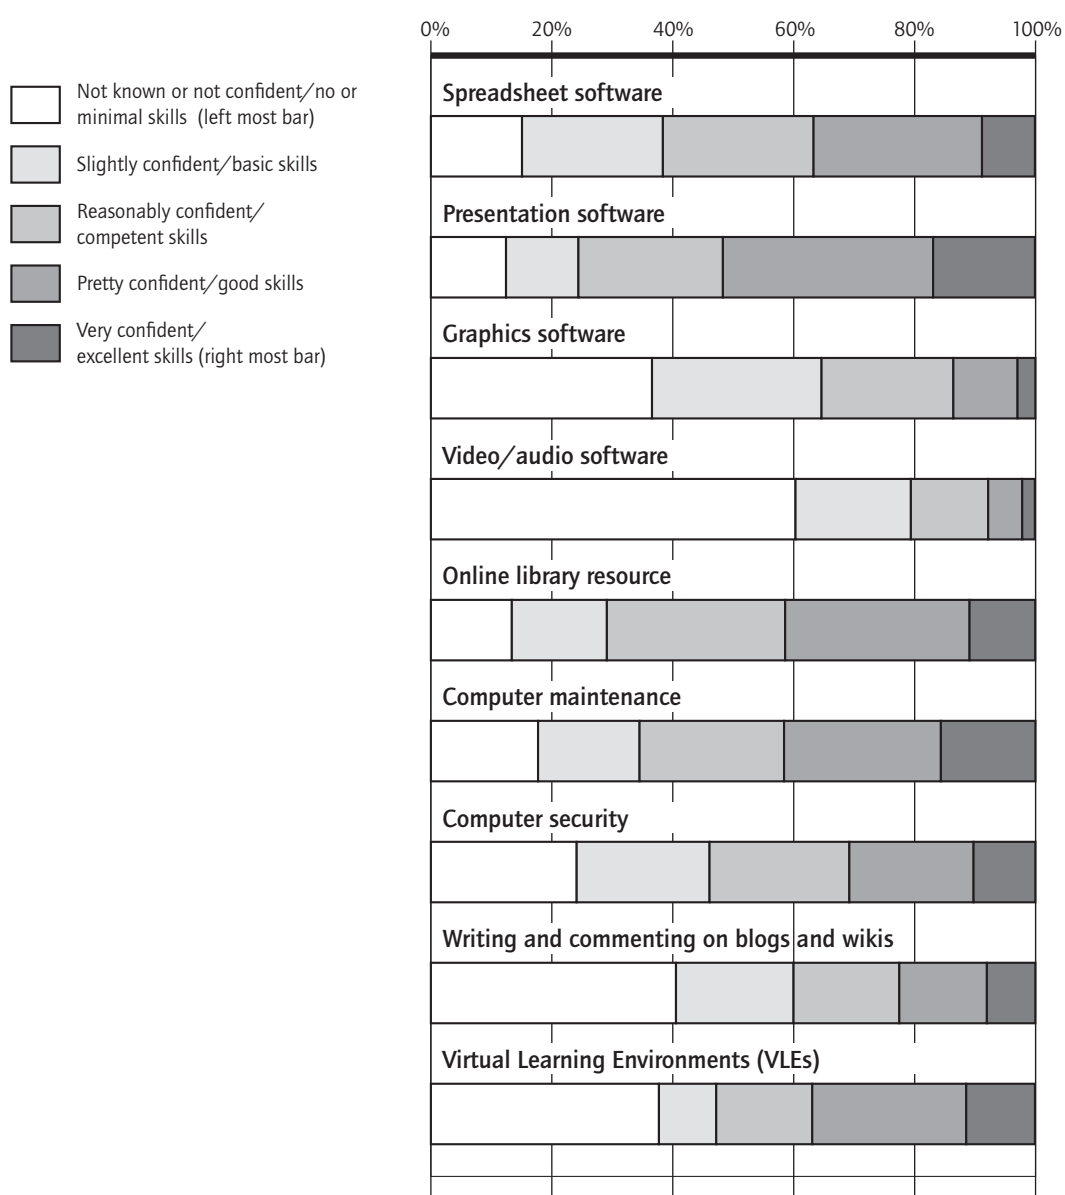 0% 20% 40% 60% 80% 100%
Not known or not confident/no or
minimal skills (left most bar)
Slightly confident/basic skills
Reasonably confident/
competent skills
Pretty confident/good skills
Very confident/
excellent skills (right most bar)
Spreadsheet software
Presentation software
Graphics software
Video/audio software
Online library resource
Computer maintenance
Computer security
Writing and commenting on blogs and wikis
Virtual Learning Environments (VLEs)